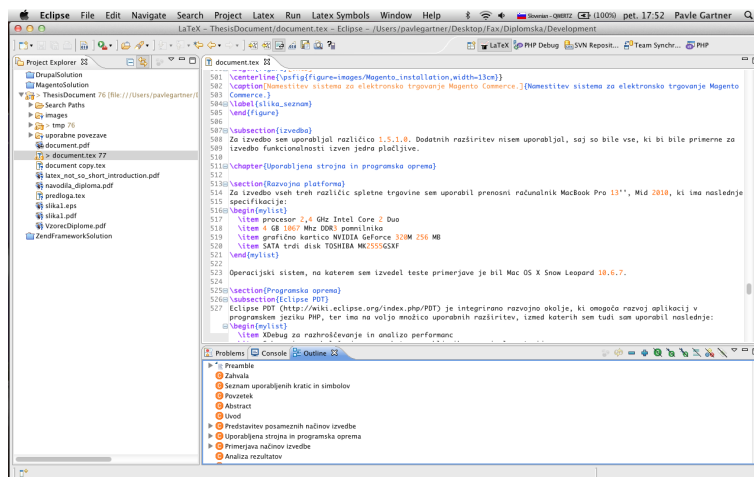 Eclipse File Edit Navigate Search Project Latex Run Latex Symbols Window Help Slovenian - QWERTZ (100%) pet. 17:52 Pavle Gartner
LaTeX - ThesisDocument/document.tex - Eclipse - /Users/pavlegartner/Desktop/Fax/Diplomska/Development
LaTeX PHP Debug SVN Reposit... Team Synchr... PHP
Project Explorer
DrupalSolution
MagentoSolution
> ThesisDocument 76 [file:///Users/pavlegartner/
Search Paths
images
> tmp 76
uporabne povezave
document.pdf
> document.tex 77
document copy.tex
latex_not_so_short_introduction.pdf
navodila_diploma.pdf
predloga.tex
slika1.eps
slika1.pdf
VzorecDiplome.pdf
ZendFrameworkSolution
document.tex
501 \centerline{\psfig{figure=images/Magento_installation,width=13cm}}
502 \caption[Namestitev sistema za elektronsko trgovanje Magento Commerce.]{Namestitev sistema za elektronsko trgovanje Magento
503 Commerce.}
504 \label{slika_seznam}
505 \end{figure}
506
507 \subsection{izvedba}
508 Za izvedbo sem uporabljal različico 1.5.1.0. Dodatnih razširitev nisem uporabljal, saj so bile vse, ki bi bile primerne za
509 izvedbo funkcionalnosti izven jedra plačljive.
510
511 \chapter{Uporabljena strojna in programska oprema}
512
513 \section{Razvojna platforma}
514 Za izvedbo vseh treh različic spletne trgovine sem uporabil prenosni računalnik MacBook Pro 13"", Mid 2010, ki ima naslednje
515 specifikacije:
516 \begin{mylist}
517 \item procesor 2,4 GHz Intel Core 2 Duo
518 \item 4 GB 1067 Mhz DDR3 pomnilnika
519 \item grafično kartico NVIDIA GeForce 320M 256 MB
520 \item SATA trdi disk TOSHIBA MK2555GSXF
521 \end{mylist}
522
523 Operacijski sistem, na katerem sem izvedel teste primerjave je bil Mac OS X Snow Leopard 10.6.7.
524
525 \section{Programska oprema}
526 \subsection{Eclipse PDT}
527 Eclipse PDT (http://wiki.eclipse.org/index.php/PDT) je integrirano razvojno okolje, ki omogoča razvoj aplikacij v
programskem jeziku PHP, ter ima na voljo množico uporabnih razširitev, izmed katerih sem tudi sam uporabil naslednje:
\begin{mylist}
\item XDebug za razhroščevanje in analizo performanc
Problems Console Outline
Preamble
Zahvala
Seznam uporabljenih kratic in simbolov
Povzetek
Abstract
Uvod
Predstavitev posameznih načinov izvedbe
Uporabljena strojna in programska oprema
Primerjava načinov izvedbe
Analiza rezultatov